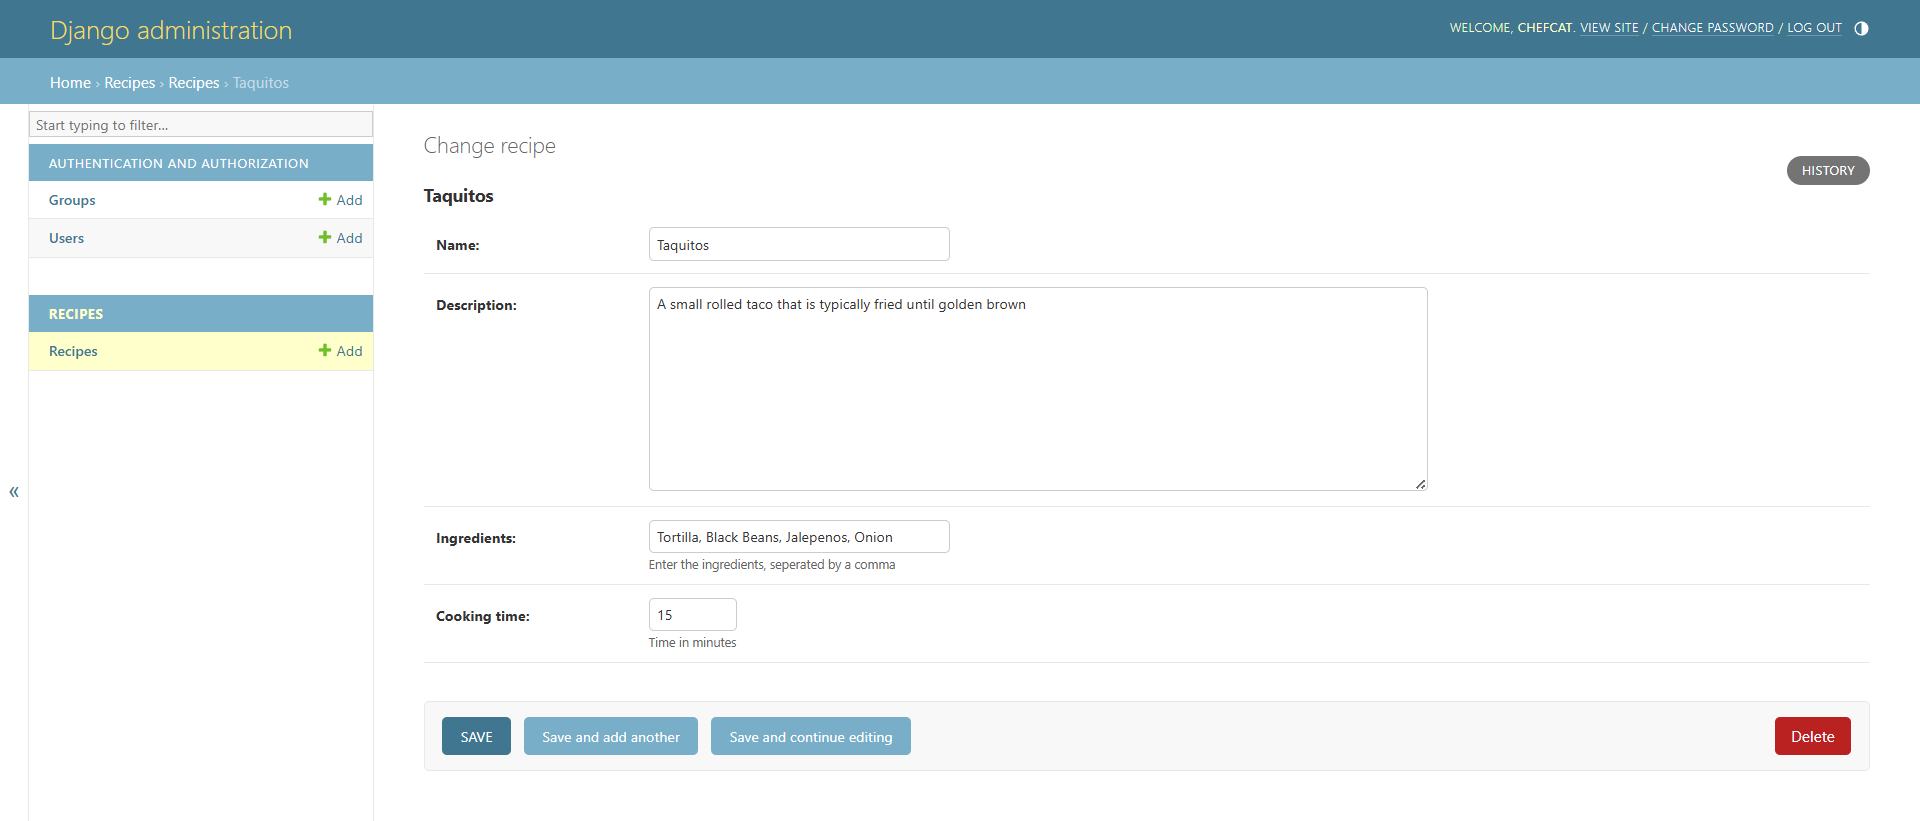 Django administration
WELCOME, CHEFCAT. VIEW SITE / CHANGE PASSWORD / LOG OUT
Home › Recipes › Recipes › Taquitos
Start typing to filter...
AUTHENTICATION AND AUTHORIZATION
Groups Add
Users Add
RECIPES
Recipes Add
«
Change recipe
HISTORY
Taquitos
Name: Taquitos
Description: A small rolled taco that is typically fried until golden brown
Ingredients: Tortilla, Black Beans, Jalepenos, Onion
Enter the ingredients, seperated by a comma
Cooking time: 15
Time in minutes
SAVE Save and add another Save and continue editing Delete